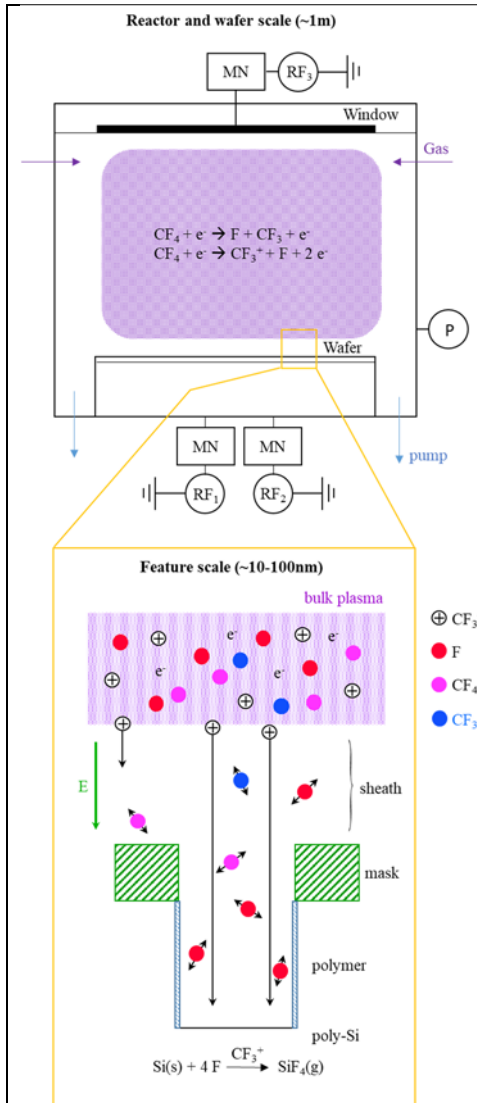 Reactor and wafer scale (~1m)
MN
RF₃
Window
Gas
CF₄ + e⁻ → F + CF₃ + e⁻
CF₄ + e⁻ → CF₃⁺ + F + 2 e⁻
P
Wafer
MN MN
pump
RF₁ RF₂
Feature scale (~10-100nm)
bulk plasma
CF₃
F
CF₄
CF₃
e⁻ e⁻
e⁻ e⁻
E
sheath
mask
polymer
poly-Si
CF₃⁺
Si(s) + 4 F → SiF₄(g)